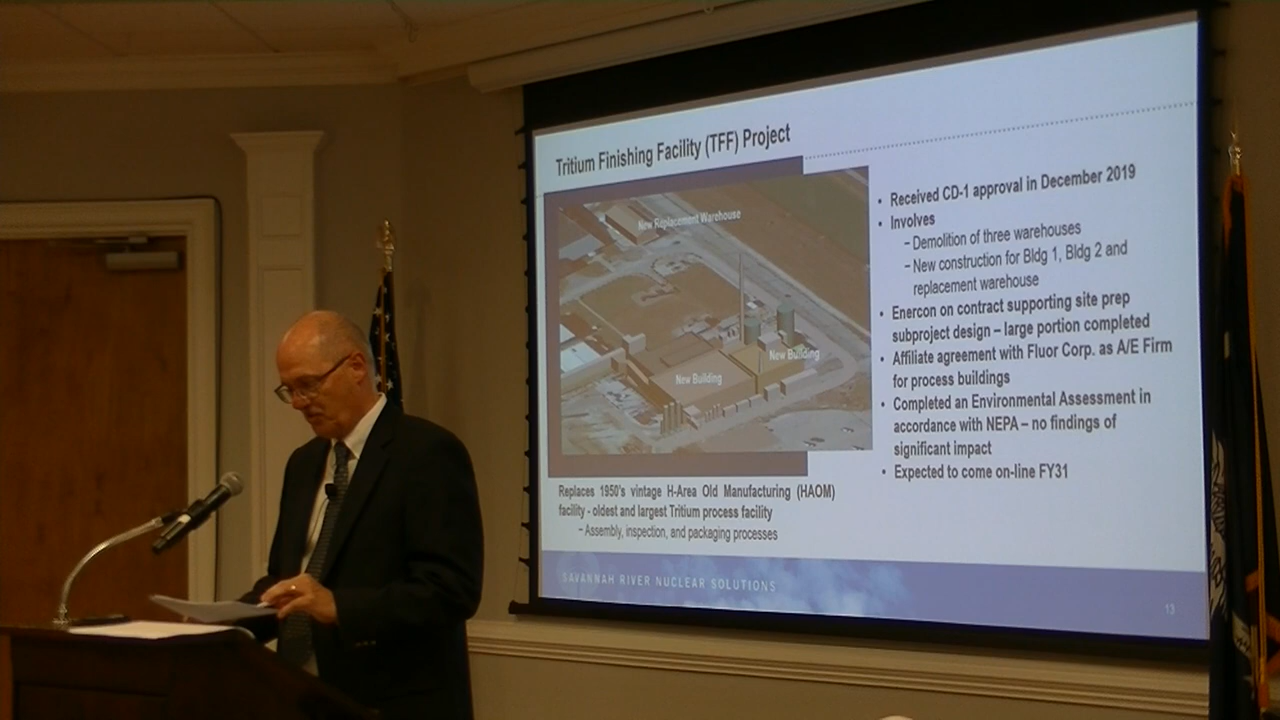 Tritium Finishing Facility (TFF) Project
New Replacement Warehouse
New Building
New Building
Replaces 1950's vintage H-Area Old Manufacturing (HAOM)
facility - oldest and largest Tritium process facility
– Assembly, inspection, and packaging processes
• Received CD-1 approval in December 2019
• Involves
– Demolition of three warehouses
– New construction for Bldg 1, Bldg 2 and
replacement warehouse
• Enercon on contract supporting site prep
subproject design – large portion completed
• Affiliate agreement with Fluor Corp. as A/E Firm
for process buildings
• Completed an Environmental Assessment in
accordance with NEPA – no findings of
significant impact
• Expected to come on-line FY31
SAVANNAH RIVER NUCLEAR SOLUTIONS
13